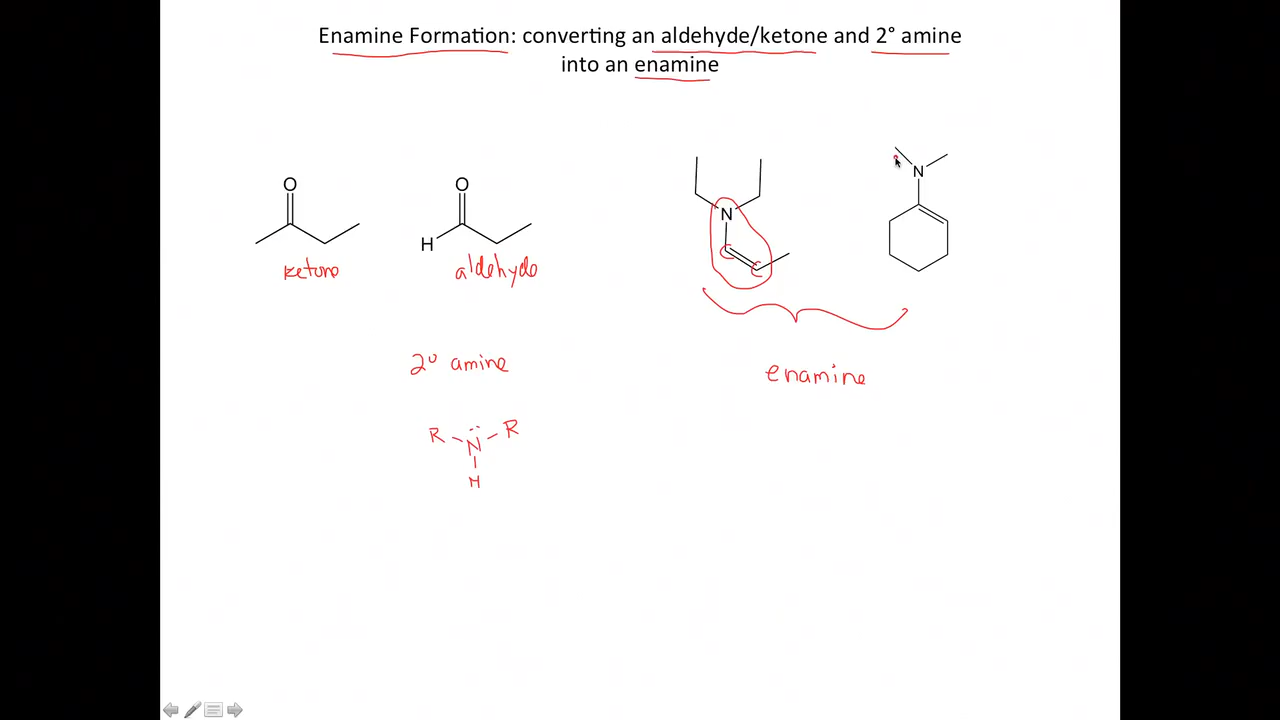 Enamine Formation: converting an aldehyde/ketone and 2° amine
into an enamine
O
O
H
N
N
C
C
ketone
aldehyde
2° amine
enamine
R
N
R
H